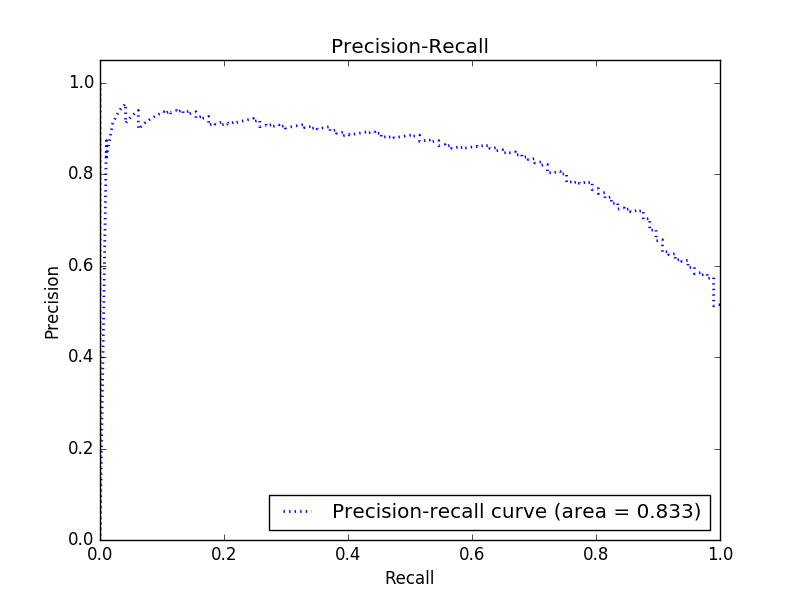 Precision-Recall
1.0
0.8
0.6
0.4
0.2
0.0
Precision
Precision-recall curve (area = 0.833)
0.0 0.2 0.4 0.6 0.8 1.0
Recall